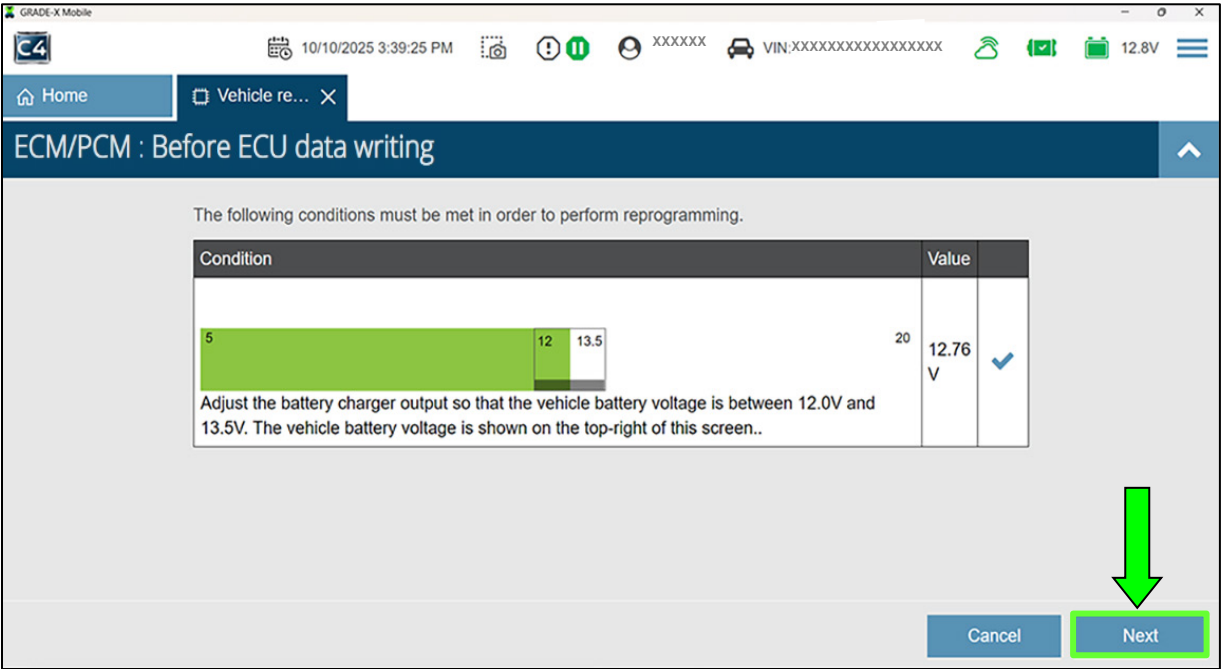 GRADE-X Mobile
C4
10/10/2025 3:39:25 PM
XXXXXX
VIN:XXXXXXXXXXXXXXXXX
12.8V
Home
Vehicle re...
ECM/PCM : Before ECU data writing
The following conditions must be met in order to perform reprogramming.
Condition
Value
5
12
13.5
20
12.76
V
Adjust the battery charger output so that the vehicle battery voltage is between 12.0V and
13.5V. The vehicle battery voltage is shown on the top-right of this screen..
Cancel
Next